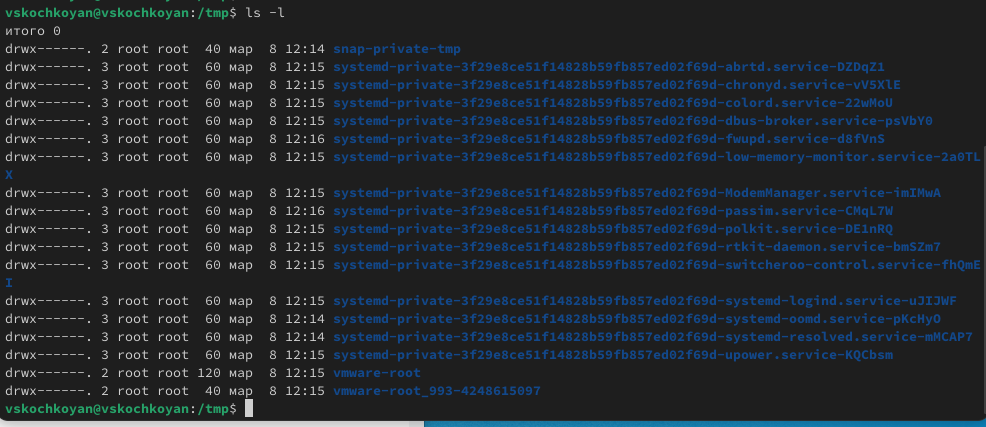 vskochkoyan@vskochkoyan:/tmp$ ls -l
итого 0
drwx------. 2 root root  40 мар  8 12:14 snap-private-tmp
drwx------. 3 root root  60 мар  8 12:15 systemd-private-3f29e8ce51f14828b59fb857ed02f69d-abrtd.service-DZDqZ1
drwx------. 3 root root  60 мар  8 12:15 systemd-private-3f29e8ce51f14828b59fb857ed02f69d-chronyd.service-vV5XlE
drwx------. 3 root root  60 мар  8 12:15 systemd-private-3f29e8ce51f14828b59fb857ed02f69d-colord.service-22wMoU
drwx------. 3 root root  60 мар  8 12:15 systemd-private-3f29e8ce51f14828b59fb857ed02f69d-dbus-broker.service-psVbY0
drwx------. 3 root root  60 мар  8 12:16 systemd-private-3f29e8ce51f14828b59fb857ed02f69d-fwupd.service-d8fVnS
drwx------. 3 root root  60 мар  8 12:15 systemd-private-3f29e8ce51f14828b59fb857ed02f69d-low-memory-monitor.service-2a0TL
X
drwx------. 3 root root  60 мар  8 12:15 systemd-private-3f29e8ce51f14828b59fb857ed02f69d-ModemManager.service-imIMwA
drwx------. 3 root root  60 мар  8 12:16 systemd-private-3f29e8ce51f14828b59fb857ed02f69d-passim.service-CMqL7W
drwx------. 3 root root  60 мар  8 12:15 systemd-private-3f29e8ce51f14828b59fb857ed02f69d-polkit.service-DE1nRQ
drwx------. 3 root root  60 мар  8 12:15 systemd-private-3f29e8ce51f14828b59fb857ed02f69d-rtkit-daemon.service-bmSZm7
drwx------. 3 root root  60 мар  8 12:15 systemd-private-3f29e8ce51f14828b59fb857ed02f69d-switcheroo-control.service-fhQmE
I
drwx------. 3 root root  60 мар  8 12:15 systemd-private-3f29e8ce51f14828b59fb857ed02f69d-systemd-logind.service-uJIJWF
drwx------. 3 root root  60 мар  8 12:14 systemd-private-3f29e8ce51f14828b59fb857ed02f69d-systemd-oomd.service-pKcHyO
drwx------. 3 root root  60 мар  8 12:14 systemd-private-3f29e8ce51f14828b59fb857ed02f69d-systemd-resolved.service-mMCAP7
drwx------. 3 root root  60 мар  8 12:15 systemd-private-3f29e8ce51f14828b59fb857ed02f69d-upower.service-KQCbsm
drwx------. 2 root root 120 мар  8 12:15 vmware-root
drwx------. 2 root root  40 мар  8 12:15 vmware-root_993-4248615097
vskochkoyan@vskochkoyan:/tmp$